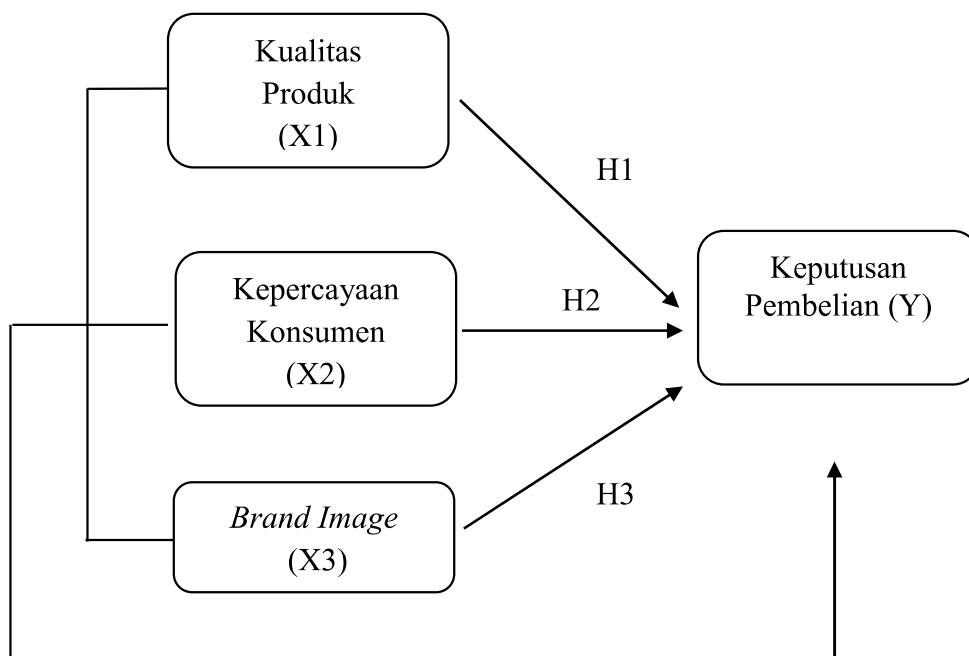 Kualitas
Produk
(X1)
H1
Kepercayaan
Konsumen
(X2)
H2
Keputusan
Pembelian (Y)
Brand Image
(X3)
H3